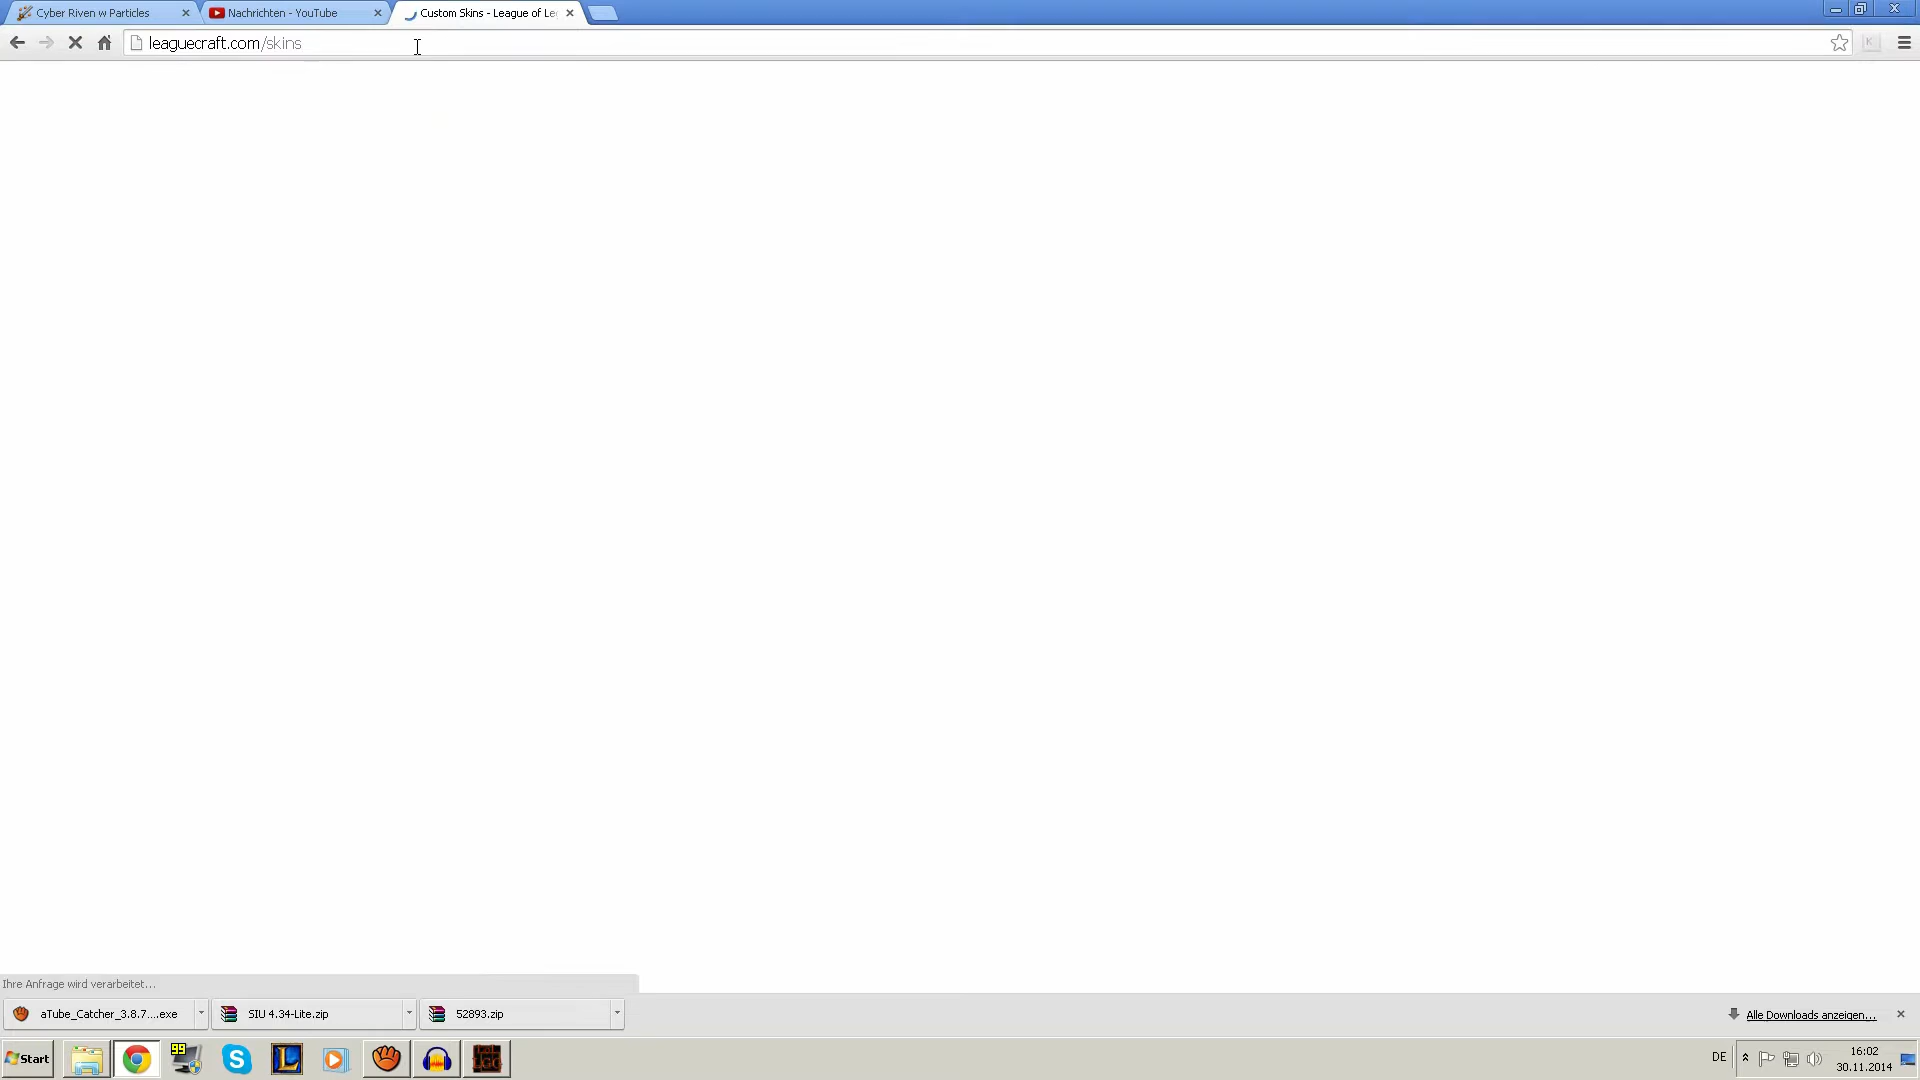 Cyber Riven w Particles
Nachrichten - YouTube
Custom Skins - League of Le
leaguecraft.com/skins
K
Ihre Anfrage wird verarbeitet...
aTube_Catcher_3.8.7....exe
SIU 4.34-Lite.zip
52893.zip
Alle Downloads anzeigen...
Start
99
L
LGC
DE
16:02
30.11.2014